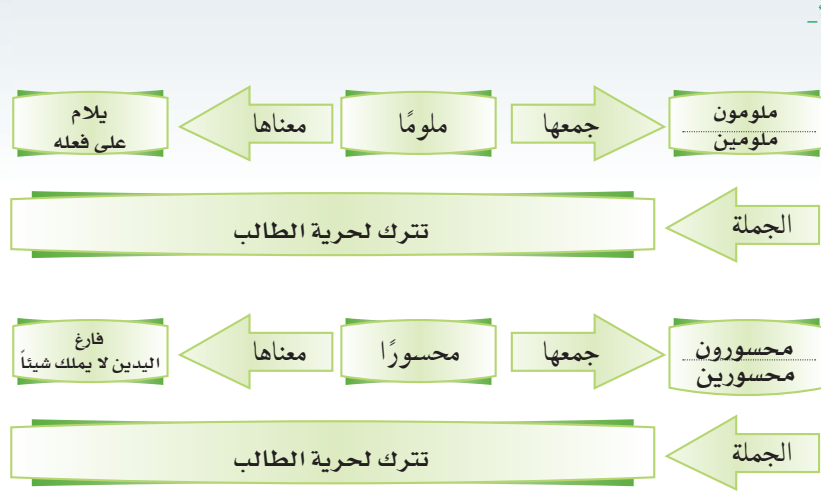 ملومون
ملومين
جمعها
ملومًا
معناها
يلام
على فعله
الجملة
تترك لحرية الطالب
محسورون
محسورين
جمعها
محسورًا
معناها
فارغ
اليدين لا يملك شيئاً
الجملة
تترك لحرية الطالب